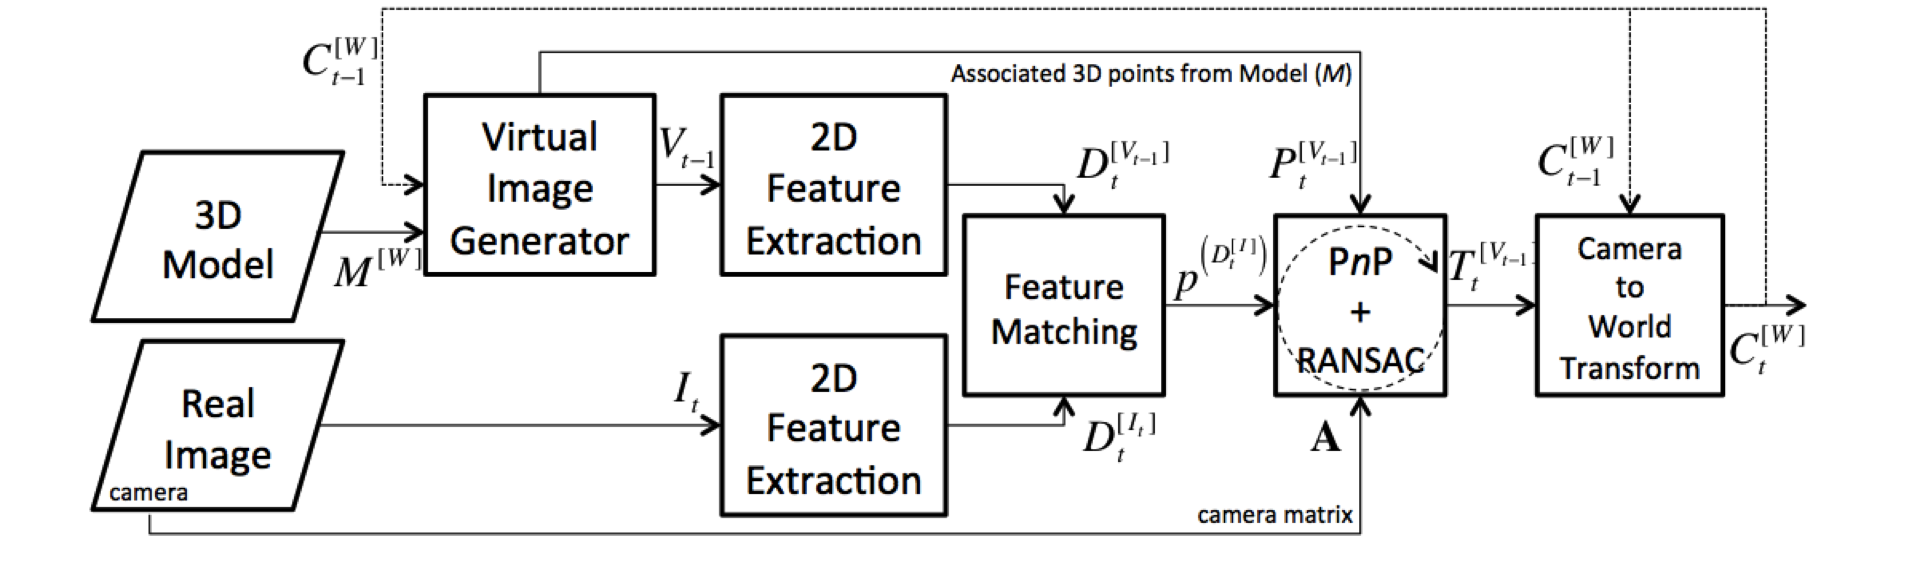 C_{t-1}^{[W]}
Associated 3D points from Model (M)
3D
Model
M^{[W]}
Virtual
Image
Generator
V_{t-1}
2D
Feature
Extraction
D_t^{[V_{t-1}]}
P_t^{[V_{t-1}]}
C_{t-1}^{[W]}
Real
Image
camera
I_t
2D
Feature
Extraction
D_t^{[I_t]}
Feature
Matching
p^{(D_t^{[I]})}
PnP
+
RANSAC
A
camera matrix
T_t^{[V_{t-1}]}
Camera
to
World
Transform
C_t^{[W]}